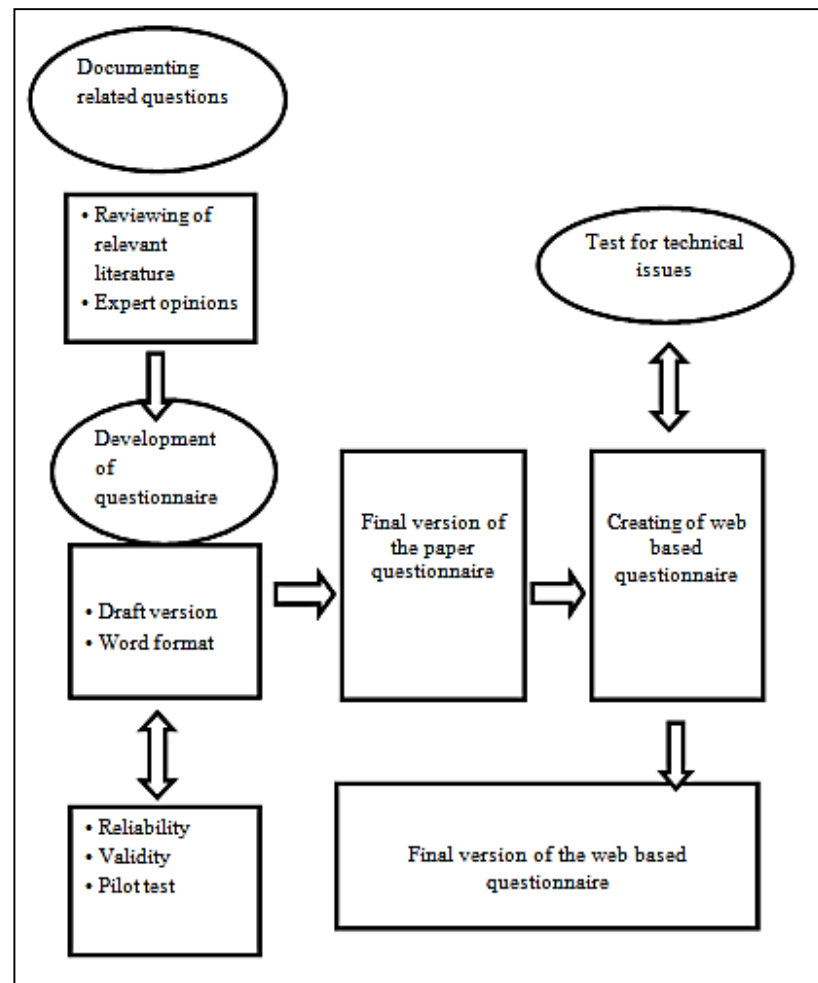 Documenting
related questions
• Reviewing of
relevant
literature
• Expert opinions
Test for technical
issues
Development
of
questionnaire
• Draft version
• Word format
Final version of
the paper
questionnaire
Creating of web
based
questionnaire
• Reliability
• Validity
• Pilot test
Final version of the web based
questionnaire